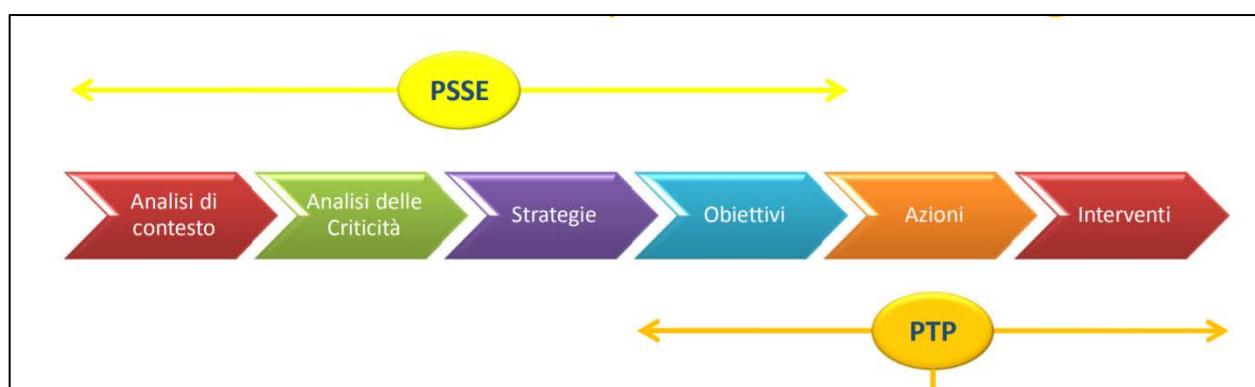 PSSE
Analisi di
contesto
Analisi delle
Criticità
Strategie
Obiettivi
Azioni
Interventi
PTP